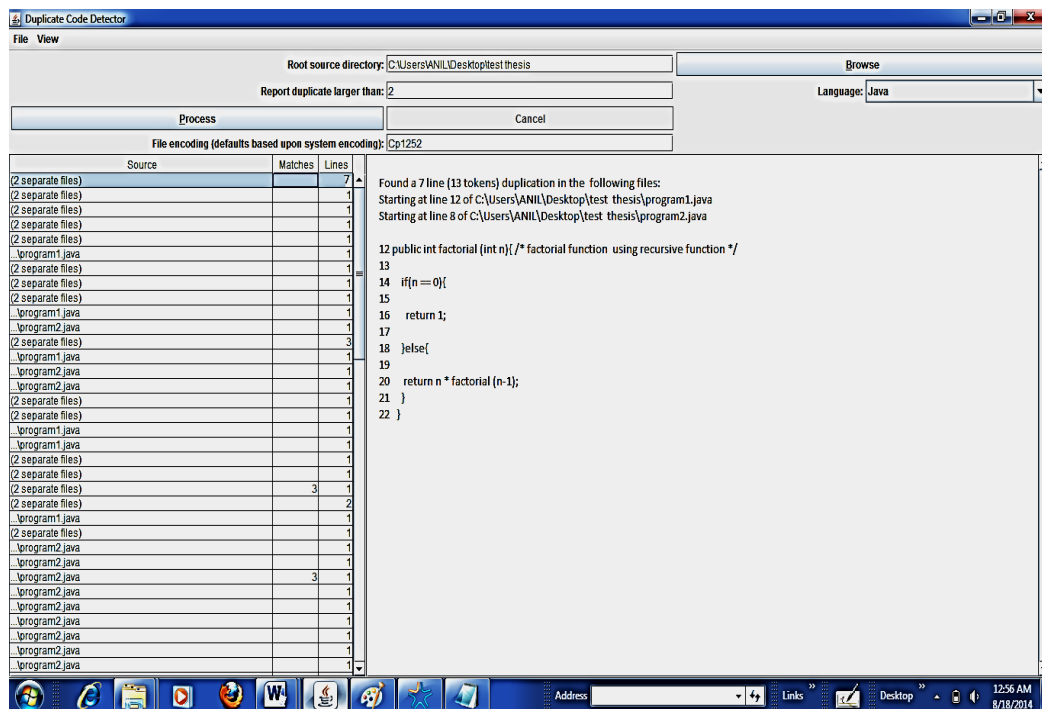 Duplicate Code Detector
File View
Root source directory: C:\Users\ANIL\Desktop\test thesis
Browse
Report duplicate larger than: 2
Language: Java
Process
Cancel
File encoding (defaults based upon system encoding): Cp1252
Source Matches Lines
(2 separate files) 7
(2 separate files) 1
(2 separate files) 1
(2 separate files) 1
(2 separate files) 1
...\program1.java 1
(2 separate files) 1
(2 separate files) 1
(2 separate files) 1
...\program1.java 1
...\program2.java 1
(2 separate files) 3
...\program1.java 1
...\program2.java 1
...\program2.java 1
(2 separate files) 1
(2 separate files) 1
...\program1.java 1
...\program1.java 1
(2 separate files) 1
(2 separate files) 1
(2 separate files) 3 1
(2 separate files) 2
...\program1.java 1
(2 separate files) 1
...\program2.java 1
...\program2.java 1
...\program2.java 3 1
...\program2.java 1
...\program2.java 1
...\program2.java 1
...\program2.java 1
...\program2.java 1
...\program2.java 1
Found a 7 line (13 tokens) duplication in the following files:
Starting at line 12 of C:\Users\ANIL\Desktop\test thesis\program1.java
Starting at line 8 of C:\Users\ANIL\Desktop\test thesis\program2.java
12 public int factorial (int n){ /* factorial function using recursive function */
13
14 if(n == 0){
15
16 return 1;
17
18 }else{
19
20 return n * factorial (n-1);
21 }
22 }
Address
Links »
Desktop »
12:56 AM
8/18/2014